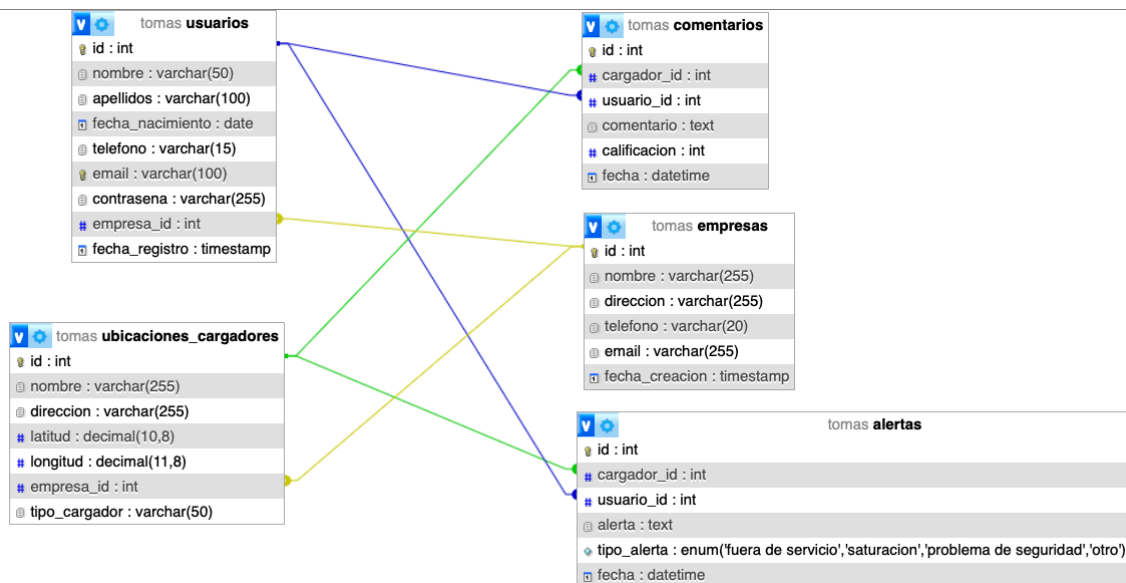 tomas usuarios
id : int
nombre : varchar(50)
apellidos : varchar(100)
fecha_nacimiento : date
telefono : varchar(15)
email : varchar(100)
contrasena : varchar(255)
empresa_id : int
fecha_registro : timestamp
tomas comentarios
id : int
cargador_id : int
usuario_id : int
comentario : text
calificacion : int
fecha : datetime
tomas empresas
id : int
nombre : varchar(255)
direccion : varchar(255)
telefono : varchar(20)
email : varchar(255)
fecha_creacion : timestamp
tomas ubicaciones_cargadores
id : int
nombre : varchar(255)
direccion : varchar(255)
latitud : decimal(10,8)
longitud : decimal(11,8)
empresa_id : int
tipo_cargador : varchar(50)
tomas alertas
id : int
cargador_id : int
usuario_id : int
alerta : text
tipo_alerta : enum('fuera de servicio','saturacion','problema de seguridad','otro')
fecha : datetime